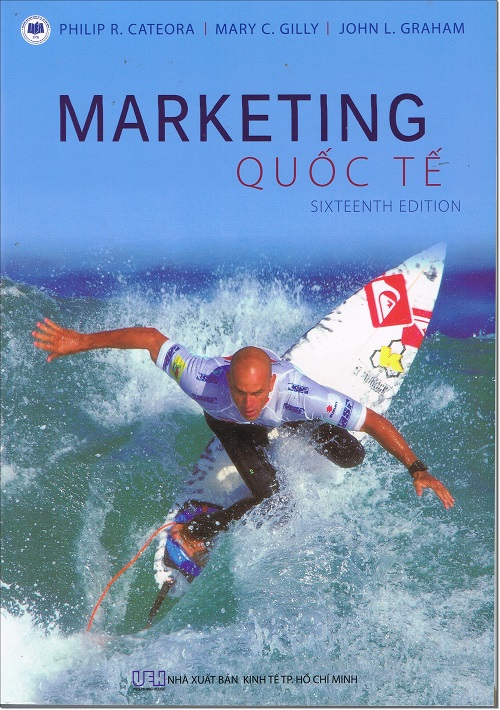 PHILIP R. CATEORA | MARY C. GILLY | JOHN L. GRAHAM
MARKETING
QUỐC TẾ
SIXTEENTH EDITION
UEH NHÀ XUẤT BẢN KINH TẾ TP. HỒ CHÍ MINH